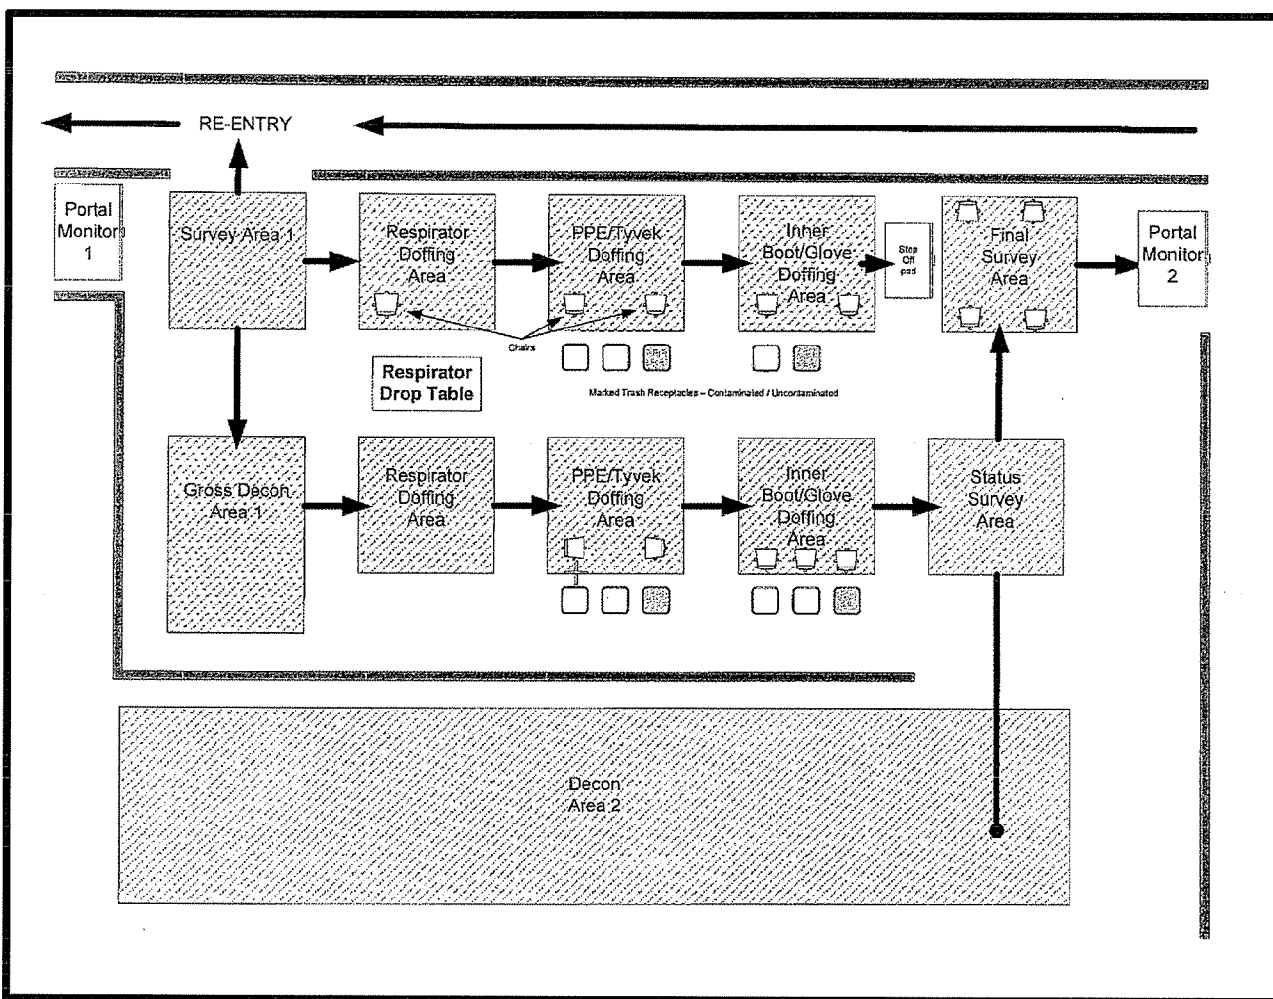 RE-ENTRY
Portal
Monitor
1
Survey Area 1
Respirator
Doffing
Area
PPE/Tyvek
Doffing
Area
Inner
Boot/Glove
Doffing
Area
Step
Off
pad
Final
Survey
Area
Portal
Monitor
2
Chairs
Respirator
Drop Table
Marked Trash Receptacles – Contaminated / Uncontaminated
Gross Decon
Area 1
Respirator
Doffing
Area
PPE/Tyvek
Doffing
Area
Inner
Boot/Glove
Doffing
Area
Status
Survey
Area
Decon
Area 2